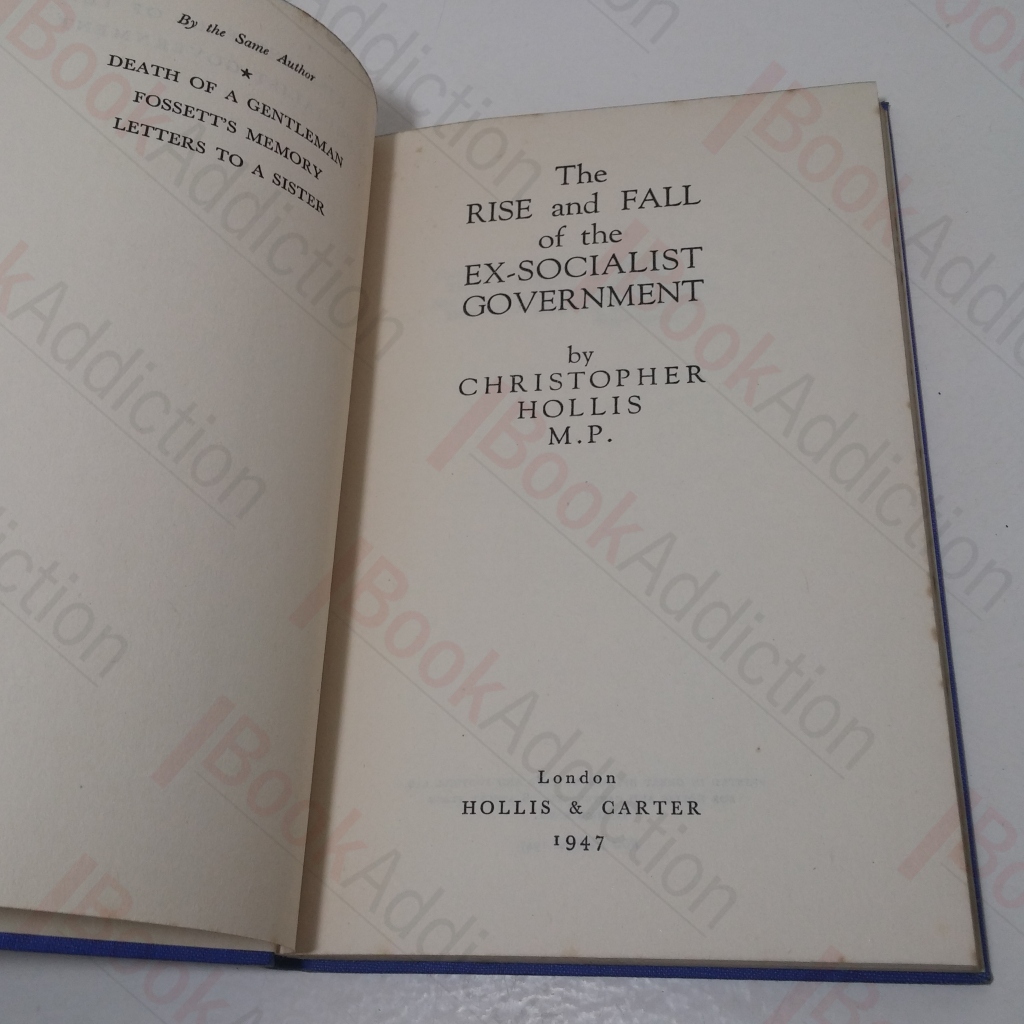 By the Same Author
★
DEATH OF A GENTLEMAN
FOSSETT'S MEMORY
LETTERS TO A SISTER
The
RISE and FALL
of the
EX-SOCIALIST
GOVERNMENT
by
CHRISTOPHER
HOLLIS
M.P.
London
HOLLIS & CARTER
1947
BookAddiction